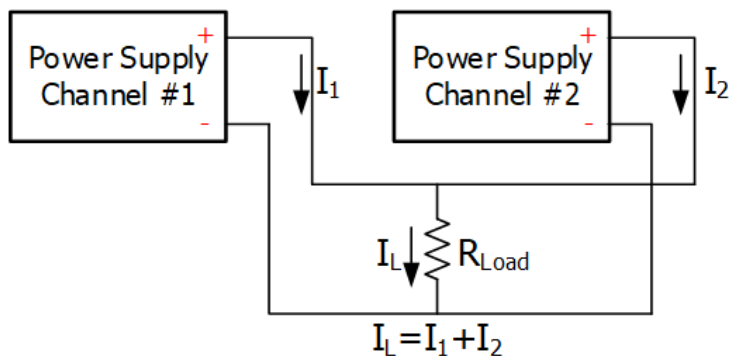 Power Supply
Channel #1
+
-
I1
Power Supply
Channel #2
+
-
I2
IL
RLoad
IL=I1+I2